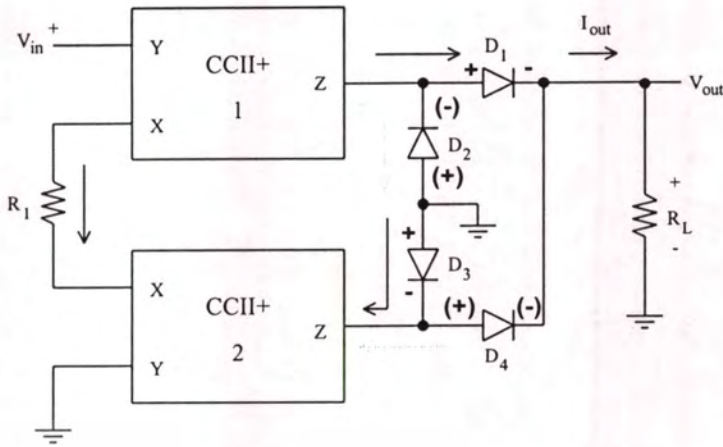 V_in +
Y
CCII+
1
Z
X
I_out
D_1
+ -
V_out
(-)
D_2
(+)
R_1
+
R_L
-
+
D_3
-
X
CCII+
2
Z
Y
(+) (-)
D_4